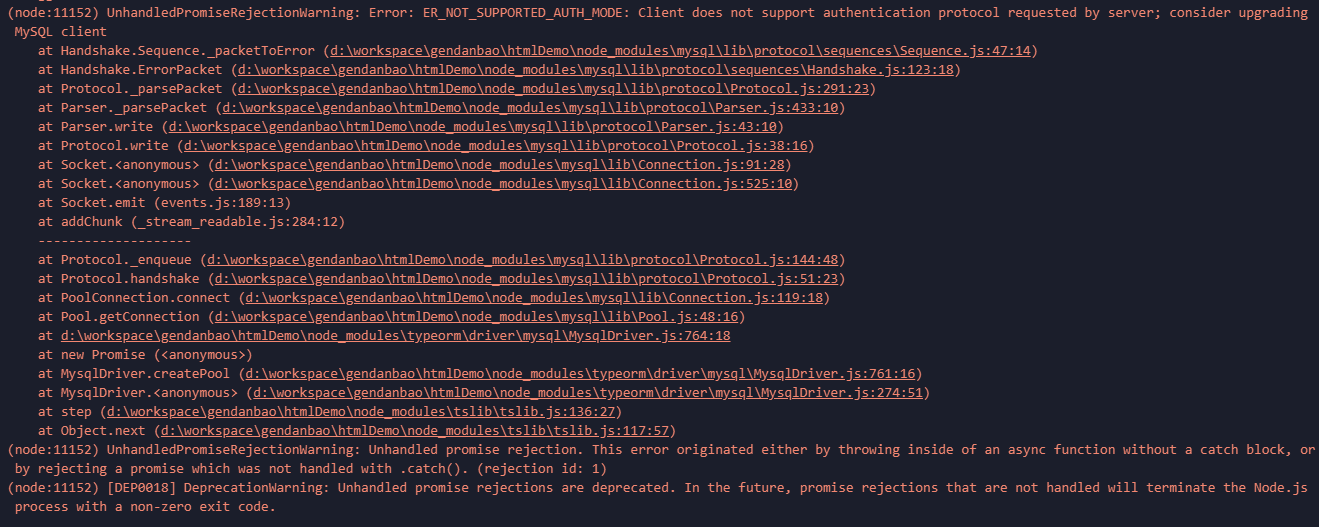 (node:11152) UnhandledPromiseRejectionWarning: Error: ER_NOT_SUPPORTED_AUTH_MODE: Client does not support authentication protocol requested by server; consider upgrading
MySQL client
at Handshake.Sequence._packetToError (d:\workspace\gendanbao\htmlDemo\node_modules\mysql\lib\protocol\sequences\Sequence.js:47:14)
at Handshake.ErrorPacket (d:\workspace\gendanbao\htmlDemo\node_modules\mysql\lib\protocol\sequences\Handshake.js:123:18)
at Protocol._parsePacket (d:\workspace\gendanbao\htmlDemo\node_modules\mysql\lib\protocol\Protocol.js:291:23)
at Parser._parsePacket (d:\workspace\gendanbao\htmlDemo\node_modules\mysql\lib\protocol\Parser.js:433:10)
at Parser.write (d:\workspace\gendanbao\htmlDemo\node_modules\mysql\lib\protocol\Parser.js:43:10)
at Protocol.write (d:\workspace\gendanbao\htmlDemo\node_modules\mysql\lib\protocol\Protocol.js:38:16)
at Socket.<anonymous> (d:\workspace\gendanbao\htmlDemo\node_modules\mysql\lib\Connection.js:91:28)
at Socket.<anonymous> (d:\workspace\gendanbao\htmlDemo\node_modules\mysql\lib\Connection.js:525:10)
at Socket.emit (events.js:189:13)
at addChunk (_stream_readable.js:284:12)
--------------------
at Protocol._enqueue (d:\workspace\gendanbao\htmlDemo\node_modules\mysql\lib\protocol\Protocol.js:144:48)
at Protocol.handshake (d:\workspace\gendanbao\htmlDemo\node_modules\mysql\lib\protocol\Protocol.js:51:23)
at PoolConnection.connect (d:\workspace\gendanbao\htmlDemo\node_modules\mysql\lib\Connection.js:119:18)
at Pool.getConnection (d:\workspace\gendanbao\htmlDemo\node_modules\mysql\lib\Pool.js:48:16)
at d:\workspace\gendanbao\htmlDemo\node_modules\typeorm\driver\mysql\MysqlDriver.js:764:18
at new Promise (<anonymous>)
at MysqlDriver.createPool (d:\workspace\gendanbao\htmlDemo\node_modules\typeorm\driver\mysql\MysqlDriver.js:761:16)
at MysqlDriver.<anonymous> (d:\workspace\gendanbao\htmlDemo\node_modules\typeorm\driver\mysql\MysqlDriver.js:274:51)
at step (d:\workspace\gendanbao\htmlDemo\node_modules\tslib\tslib.js:136:27)
at Object.next (d:\workspace\gendanbao\htmlDemo\node_modules\tslib\tslib.js:117:57)
(node:11152) UnhandledPromiseRejectionWarning: Unhandled promise rejection. This error originated either by throwing inside of an async function without a catch block, or
by rejecting a promise which was not handled with .catch(). (rejection id: 1)
(node:11152) [DEP0018] DeprecationWarning: Unhandled promise rejections are deprecated. In the future, promise rejections that are not handled will terminate the Node.js
process with a non-zero exit code.